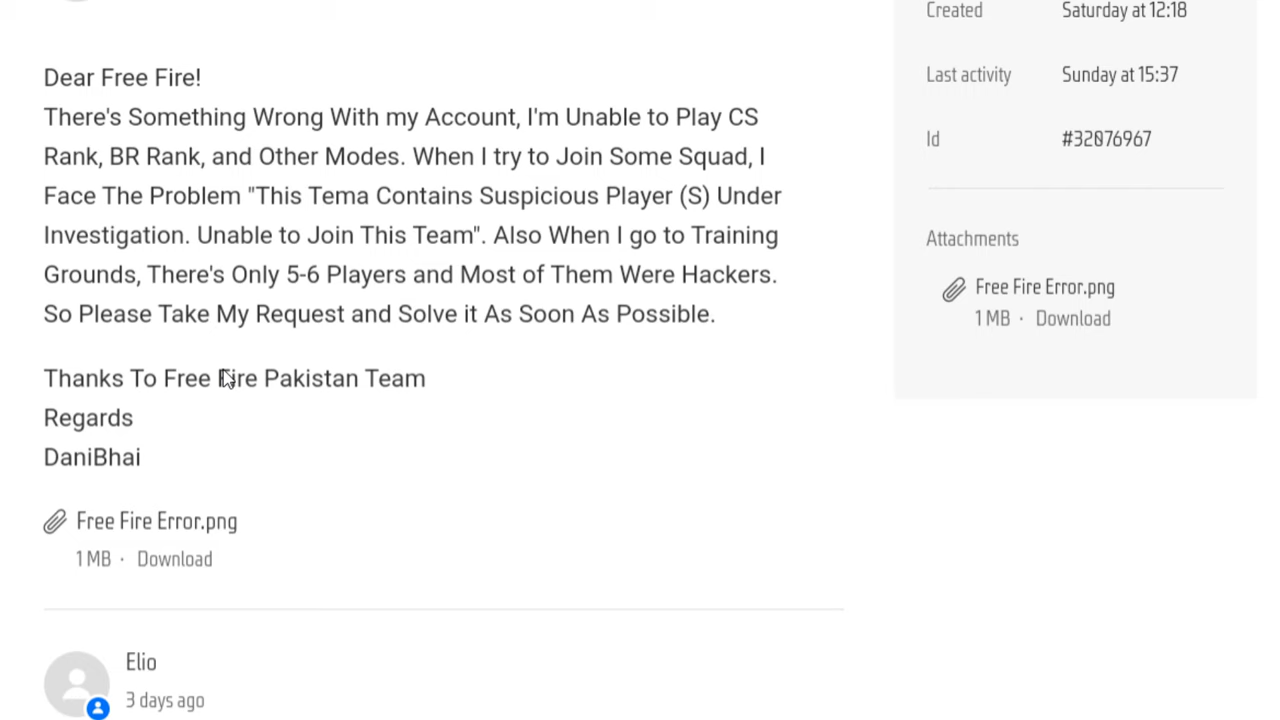 Created Saturday at 12:18
Last activity Sunday at 15:37
Id #32076967
Attachments
Free Fire Error.png
1 MB · Download
Dear Free Fire!
There's Something Wrong With my Account, I'm Unable to Play CS
Rank, BR Rank, and Other Modes. When I try to Join Some Squad, I
Face The Problem "This Tema Contains Suspicious Player (S) Under
Investigation. Unable to Join This Team". Also When I go to Training
Grounds, There's Only 5-6 Players and Most of Them Were Hackers.
So Please Take My Request and Solve it As Soon As Possible.
Thanks To Free Fire Pakistan Team
Regards
DaniBhai
Free Fire Error.png
1 MB · Download
Elio
3 days ago